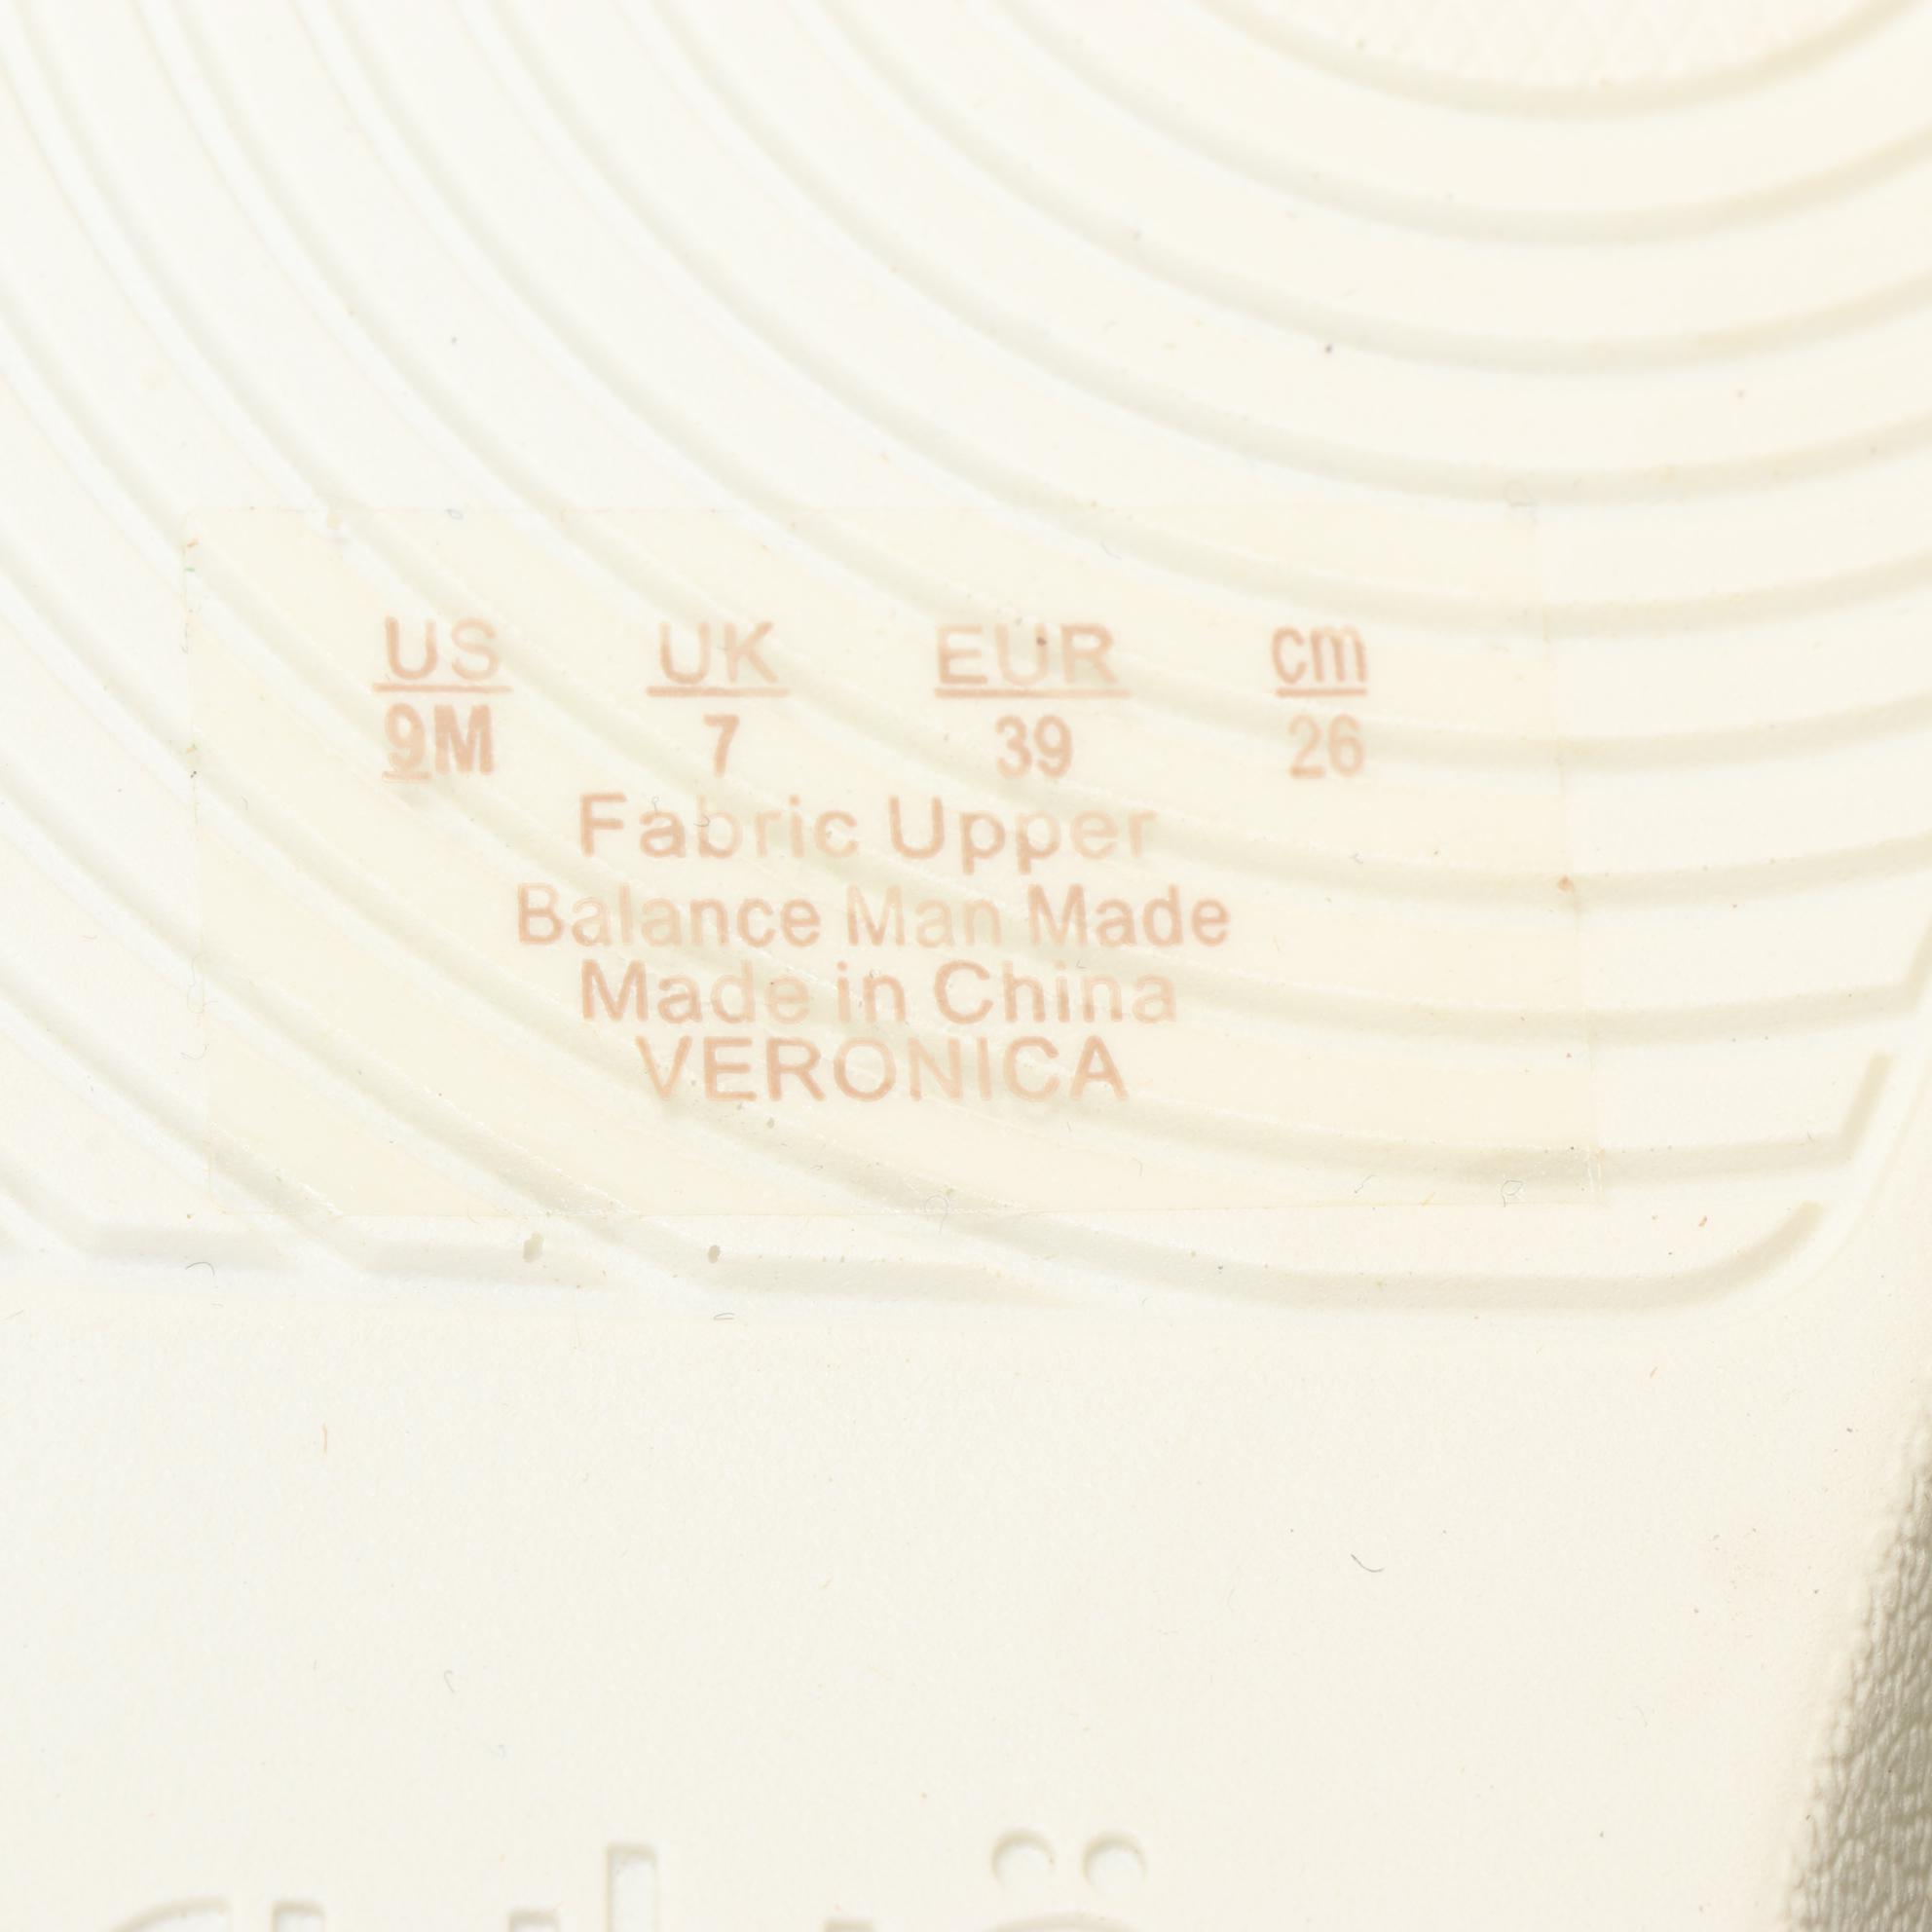 US UK EUR cm
9M 7 39 26
Fabric Upper
Balance Man Made
Made in China
VERONICA